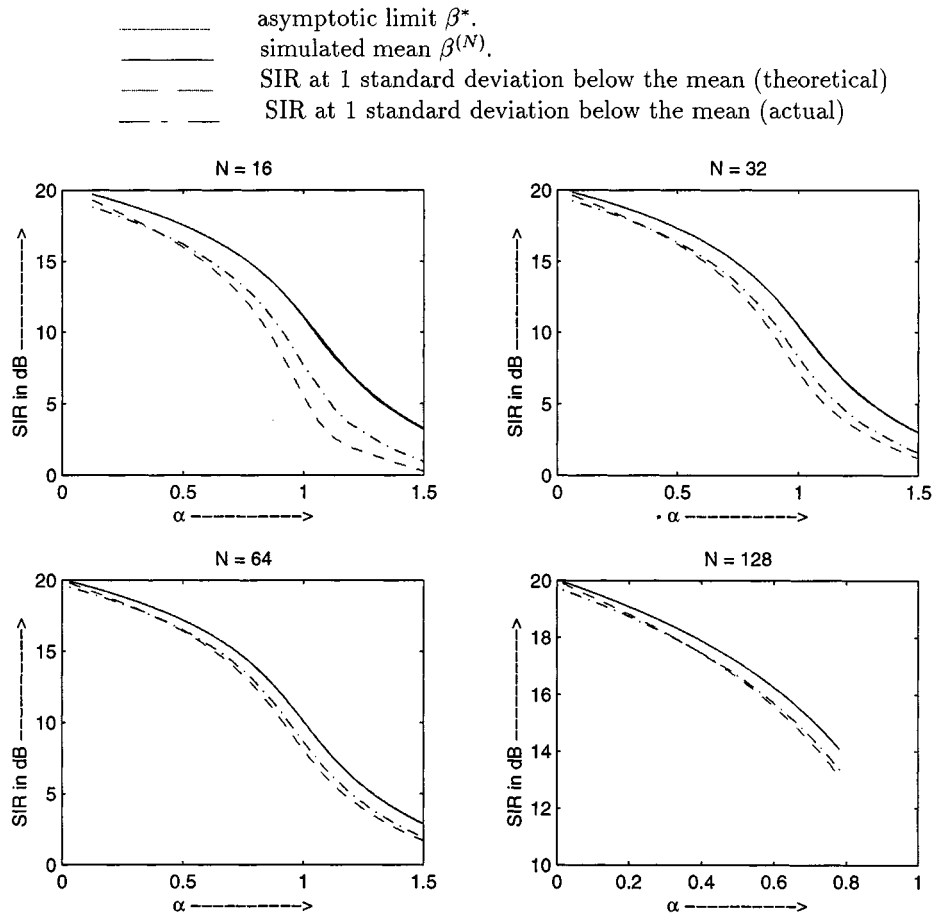 asymptotic limit β*.
simulated mean β(N).
SIR at 1 standard deviation below the mean (theoretical)
SIR at 1 standard deviation below the mean (actual)
N = 16
20
15
10
5
0
0
0.5
1
1.5
SIR in dB ------------>
α -------------->
N = 32
20
15
10
5
0
0
0.5
1
1.5
SIR in dB ------------>
α -------------->
N = 64
20
15
10
5
0
0
0.5
1
1.5
SIR in dB ------------>
α -------------->
N = 128
20
18
16
14
12
10
0
0.2
0.4
0.6
0.8
1
SIR in dB ------------>
α -------------->